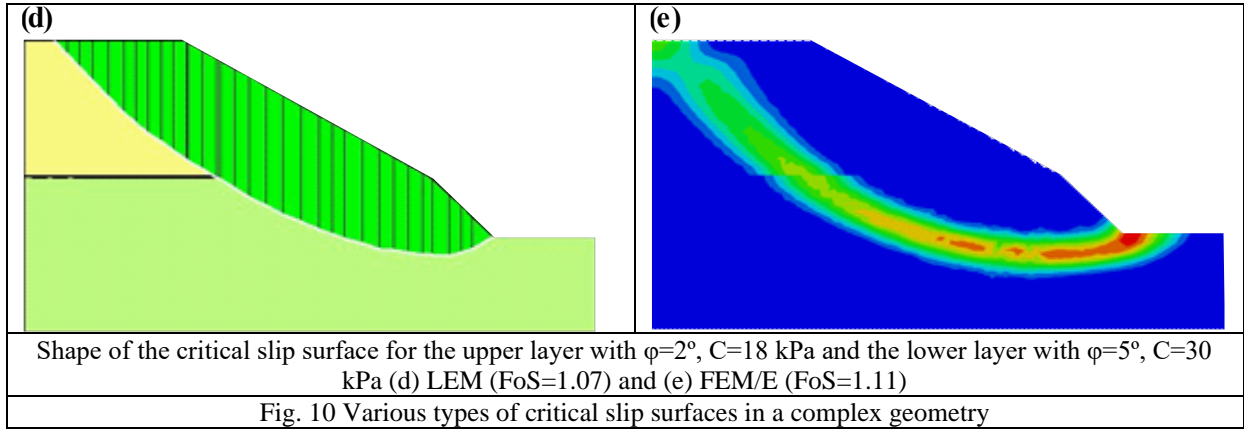 (d)
(e)
Shape of the critical slip surface for the upper layer with φ=2º, C=18 kPa and the lower layer with φ=5º, C=30
kPa (d) LEM (FoS=1.07) and (e) FEM/E (FoS=1.11)
Fig. 10 Various types of critical slip surfaces in a complex geometry